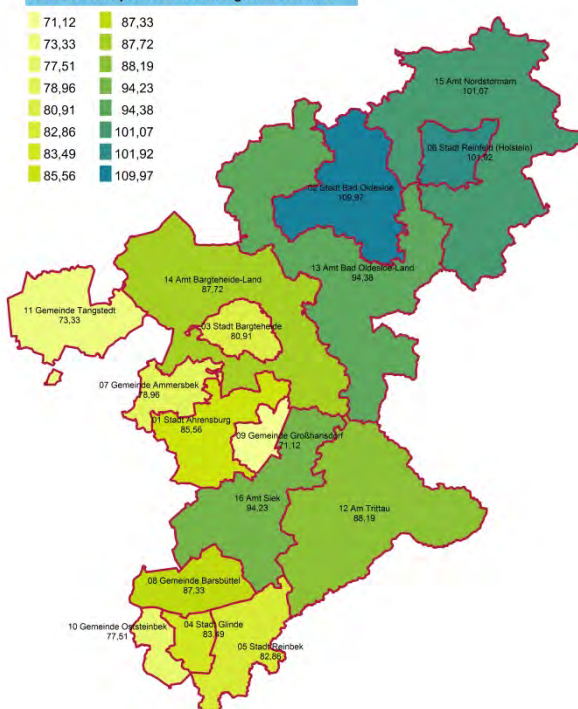 71,12
73,33
77,51
78,96
80,91
82,86
83,49
85,56
87,33
87,72
88,19
94,23
94,38
101,07
101,92
109,97
15 Amt Nordstormarn
101,07
06 Stadt Reinfeld (Holstein)
101,92
02 Stadt Bad Oldesloe
109,97
13 Amt Bad Oldesloe-Land
94,38
14 Amt Bargteheide-Land
87,72
11 Gemeinde Tangstedt
73,33
03 Stadt Bargteheide
80,91
07 Gemeinde Ammersbek
78,96
01 Stadt Ahrensburg
85,56
09 Gemeinde Großhansdorf
71,12
16 Amt Siek
94,23
12 Am Trittau
88,19
08 Gemeinde Barsbüttel
87,33
10 Gemeinde Oststeinbek
77,51
04 Stadt Glinde
83,49
05 Stadt Reinbek
82,86